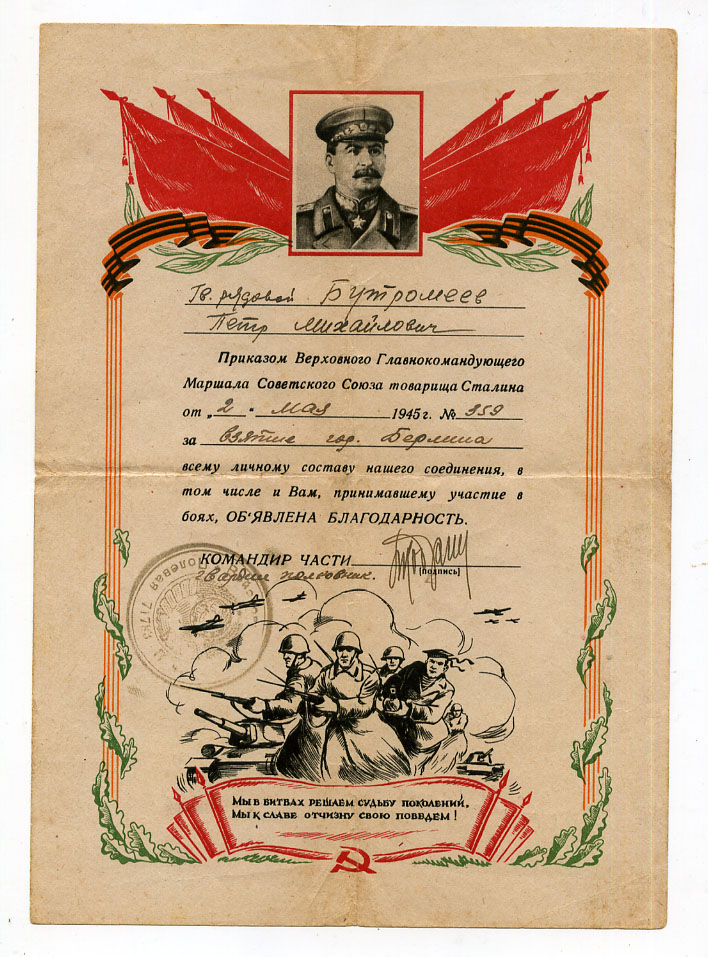 Гв. рядовой Бутромеев
Петр Михайлович
Приказом Верховного Главнокомандующего
Маршала Советского Союза товарища Сталина
от „2" мая 1945 г. № 359
за взятие гор. Берлина
всему личному составу нашего соединения, в
том числе и Вам, принимавшему участие в
боях, ОБ'ЯВЛЕНА БЛАГОДАРНОСТЬ.
КОМАНДИР ЧАСТИ
[подпись]
гвардии полковник.
Полевая
МЫ В БИТВАХ РЕШАЕМ СУДЬБУ ПОКОЛЕНИЙ,
МЫ К СЛАВЕ ОТЧИЗНУ СВОЮ ПОВЕДЕМ!